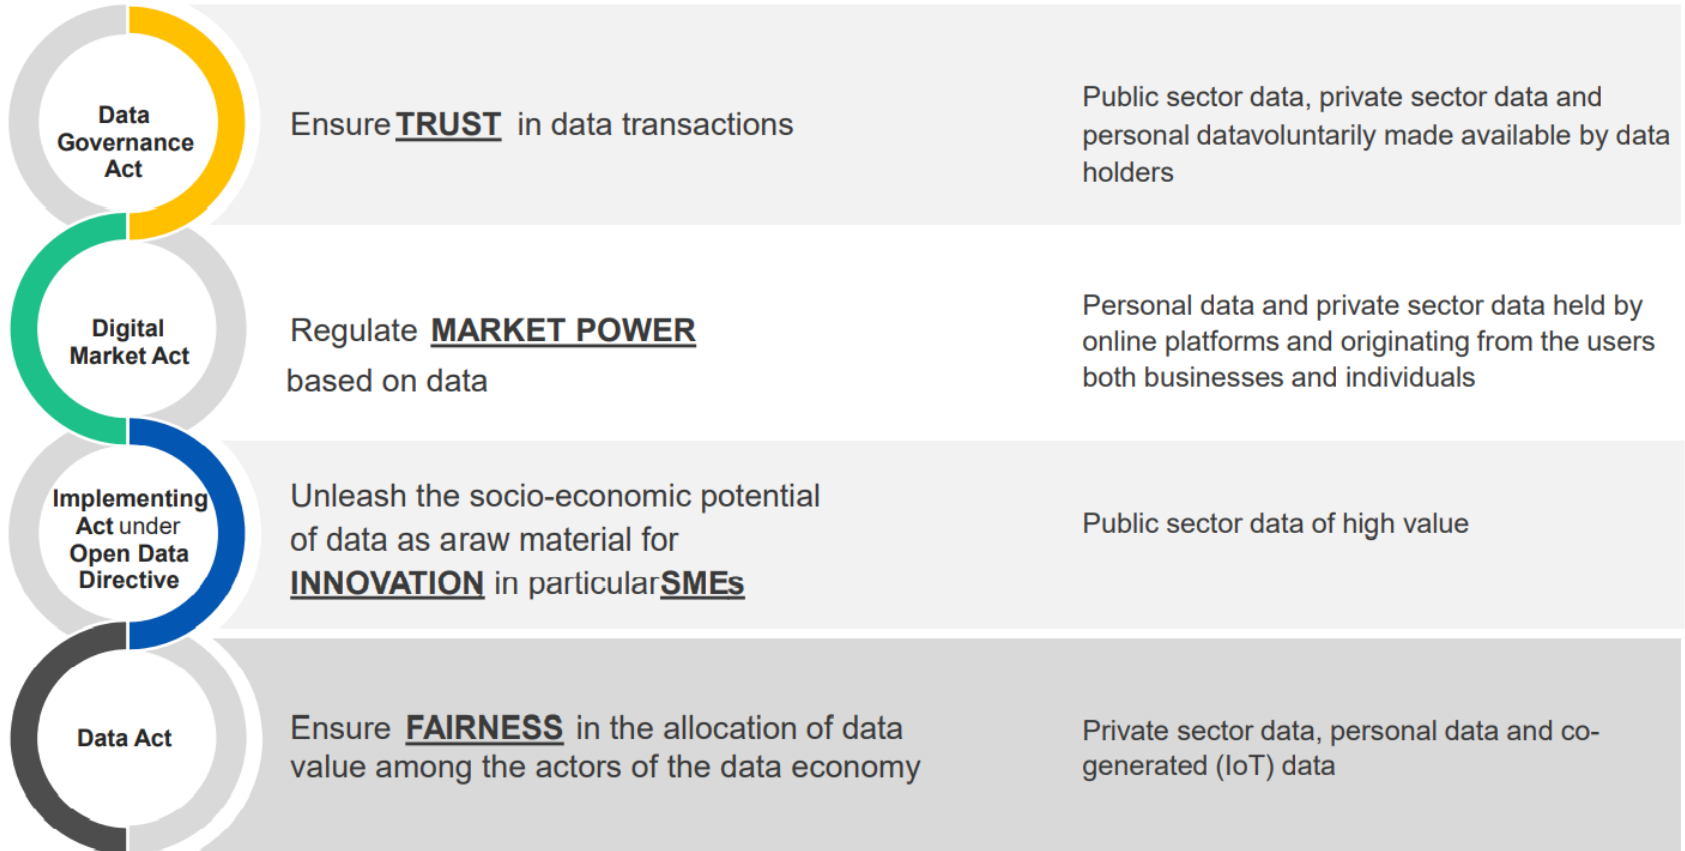 Data
Governance
Act
Ensure TRUST in data transactions
Public sector data, private sector data and
personal datavoluntarily made available by data
holders
Digital
Market Act
Regulate MARKET POWER
based on data
Personal data and private sector data held by
online platforms and originating from the users
both businesses and individuals
Implementing
Act under
Open Data
Directive
Unleash the socio-economic potential
of data as araw material for
INNOVATION in particularSMEs
Public sector data of high value
Data Act
Ensure FAIRNESS in the allocation of data
value among the actors of the data economy
Private sector data, personal data and co-
generated (IoT) data